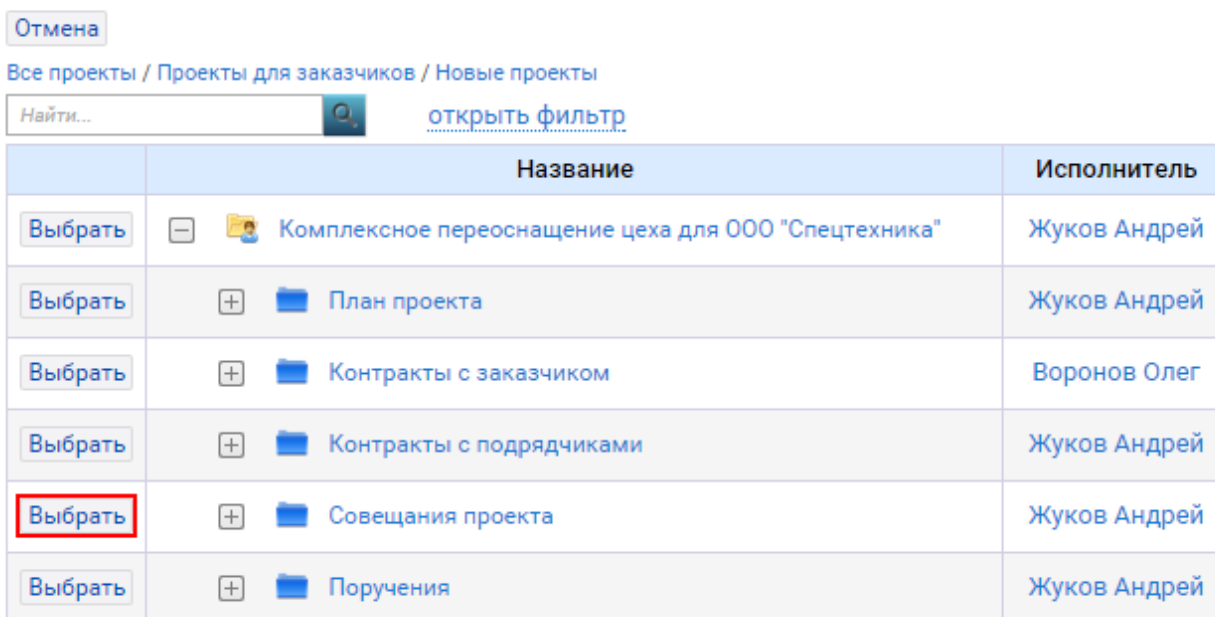 Отмена
Все проекты / Проекты для заказчиков / Новые проекты
Найти... открыть фильтр
Название Исполнитель
Выбрать Комплексное переоснащение цеха для ООО "Спецтехника" Жуков Андрей
Выбрать План проекта Жуков Андрей
Выбрать Контракты с заказчиком Воронов Олег
Выбрать Контракты с подрядчиками Жуков Андрей
Выбрать Совещания проекта Жуков Андрей
Выбрать Поручения Жуков Андрей